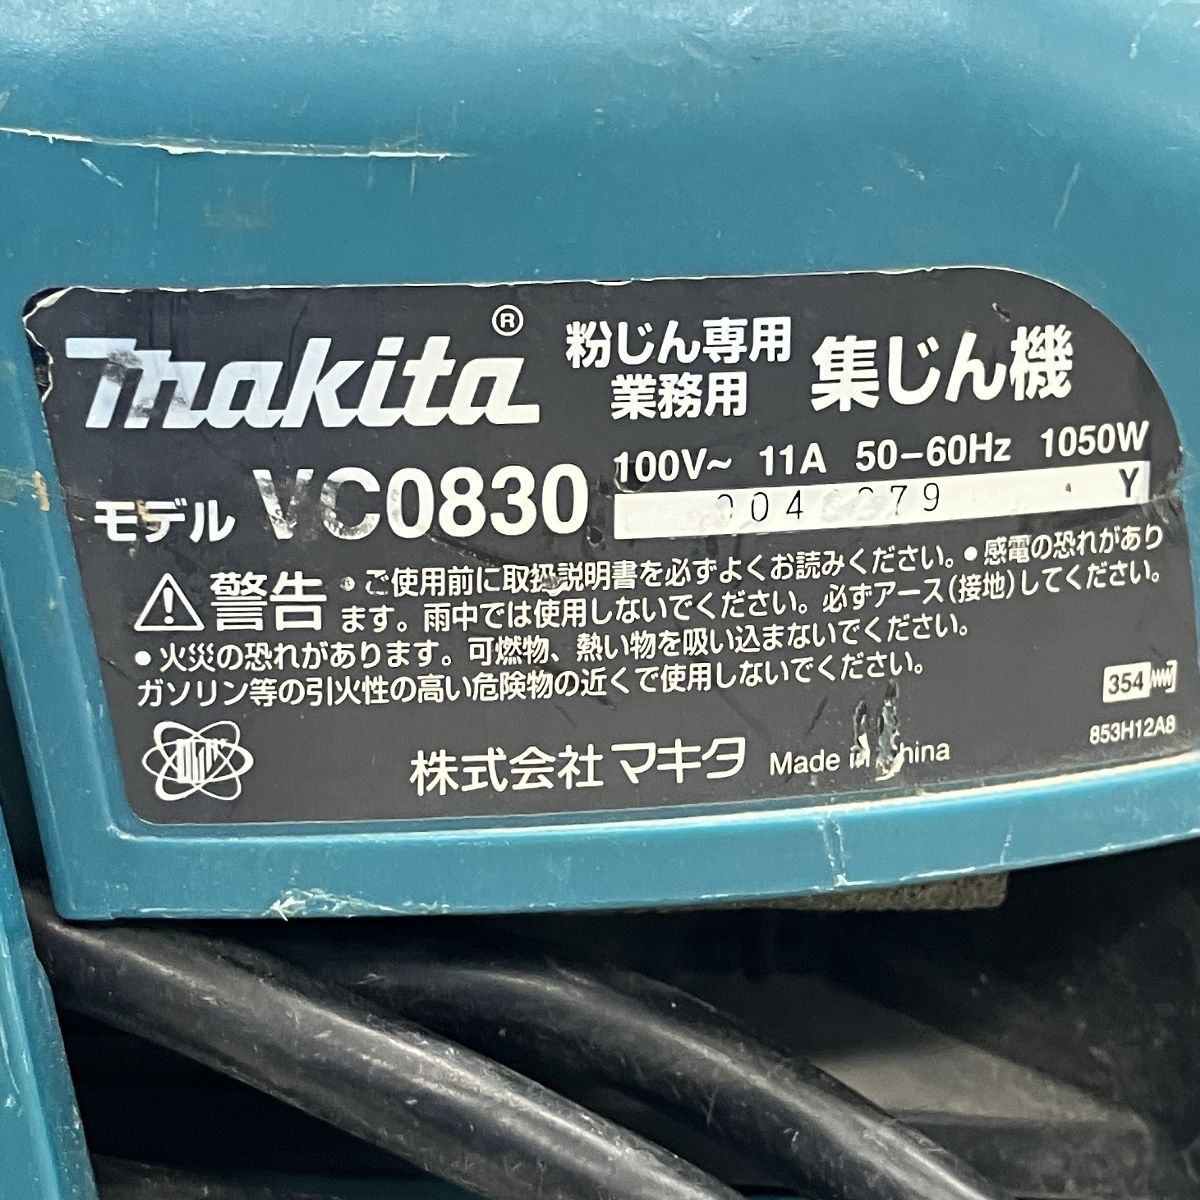 makita®
粉じん専用
業務用
集じん機
100V~ 11A 50-60Hz 1050W
モデル VC0830
Y
警告 •ご使用前に取扱説明書を必ずよくお読みください。•感電の恐れがあり
ます。雨中では使用しないでください。必ずアース(接地)してください。
•火災の恐れがあります。可燃物、熱い物を吸い込まないでください。
ガソリン等の引火性の高い危険物の近くで使用しないでください。
354
853H12A8
株式会社マキタ Made in China